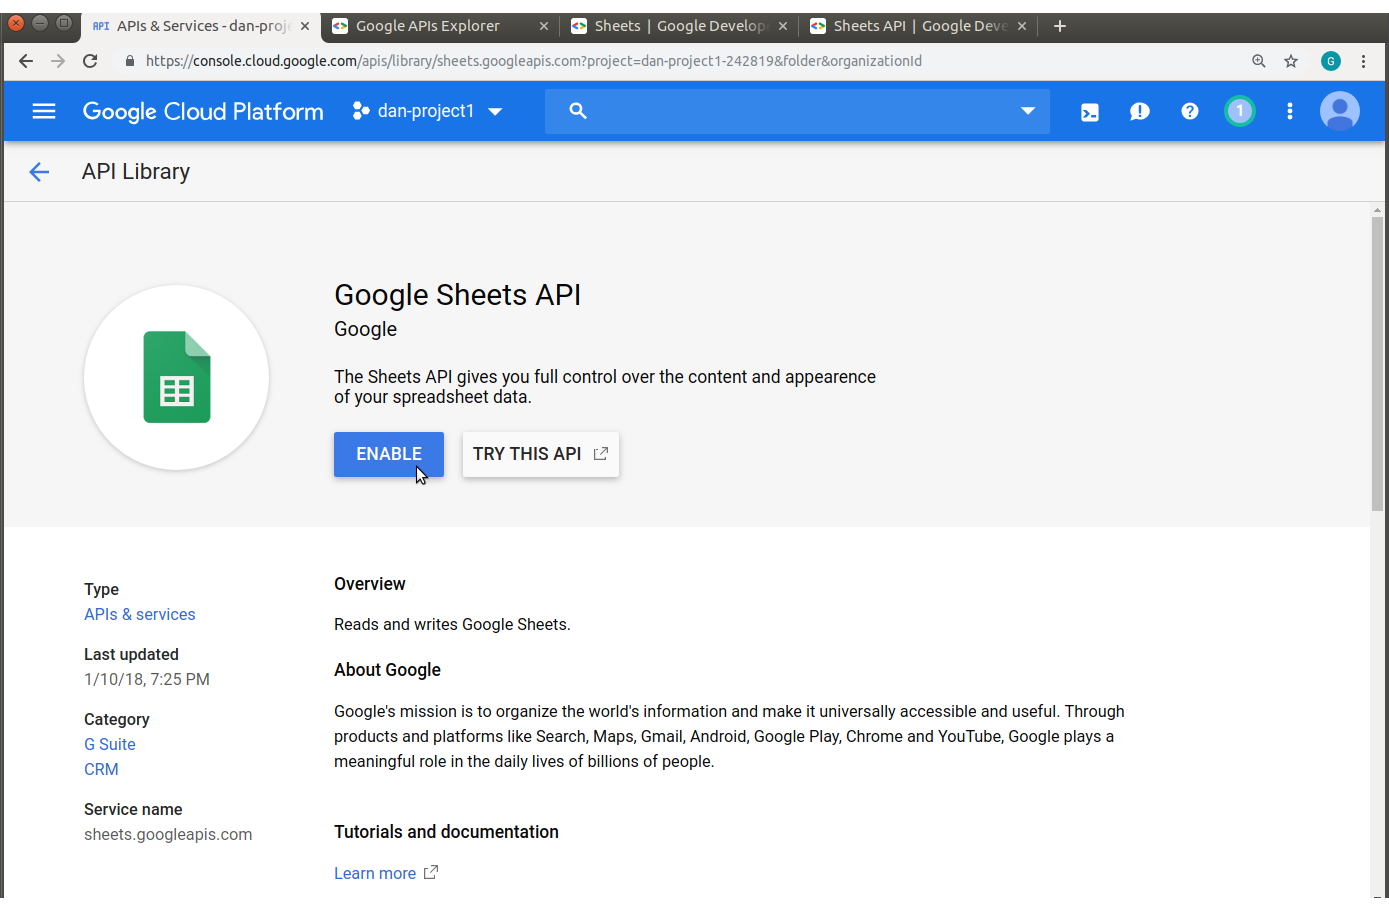 API APIs & Services - dan-proje
Google APIs Explorer
Sheets | Google Develop
Sheets API | Google Deve
https://console.cloud.google.com/apis/library/sheets.googleapis.com?project=dan-project1-242819&folder&organizationId
G
Google Cloud Platform
dan-project1
1
API Library
Google Sheets API
Google
The Sheets API gives you full control over the content and appearence
of your spreadsheet data.
ENABLE
TRY THIS API
Type
APIs & services
Last updated
1/10/18, 7:25 PM
Category
G Suite
CRM
Service name
sheets.googleapis.com
Overview
Reads and writes Google Sheets.
About Google
Google's mission is to organize the world's information and make it universally accessible and useful. Through
products and platforms like Search, Maps, Gmail, Android, Google Play, Chrome and YouTube, Google plays a
meaningful role in the daily lives of billions of people.
Tutorials and documentation
Learn more